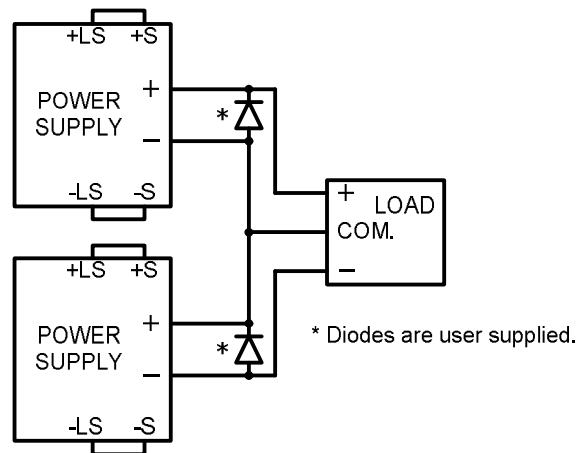 +LS +S
POWER
SUPPLY
+
−
*
-LS -S
+
LOAD
COM.
−
+LS +S
POWER
SUPPLY
+
−
*
-LS -S
* Diodes are user supplied.